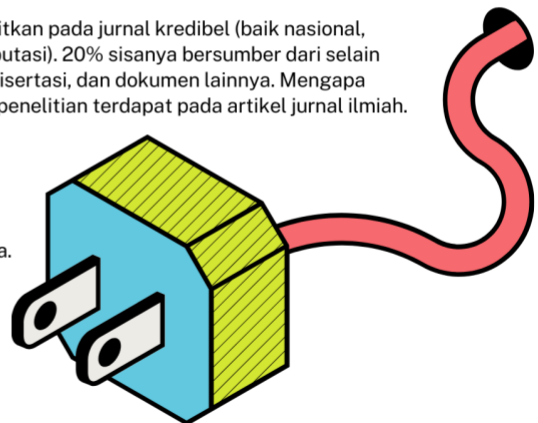 itkan pada jurnal kredibel (baik nasional,
utasi). 20% sisanya bersumber dari selain
isertasi, dan dokumen lainnya. Mengapa
penelitian terdapat pada artikel jurnal ilmiah.
a.